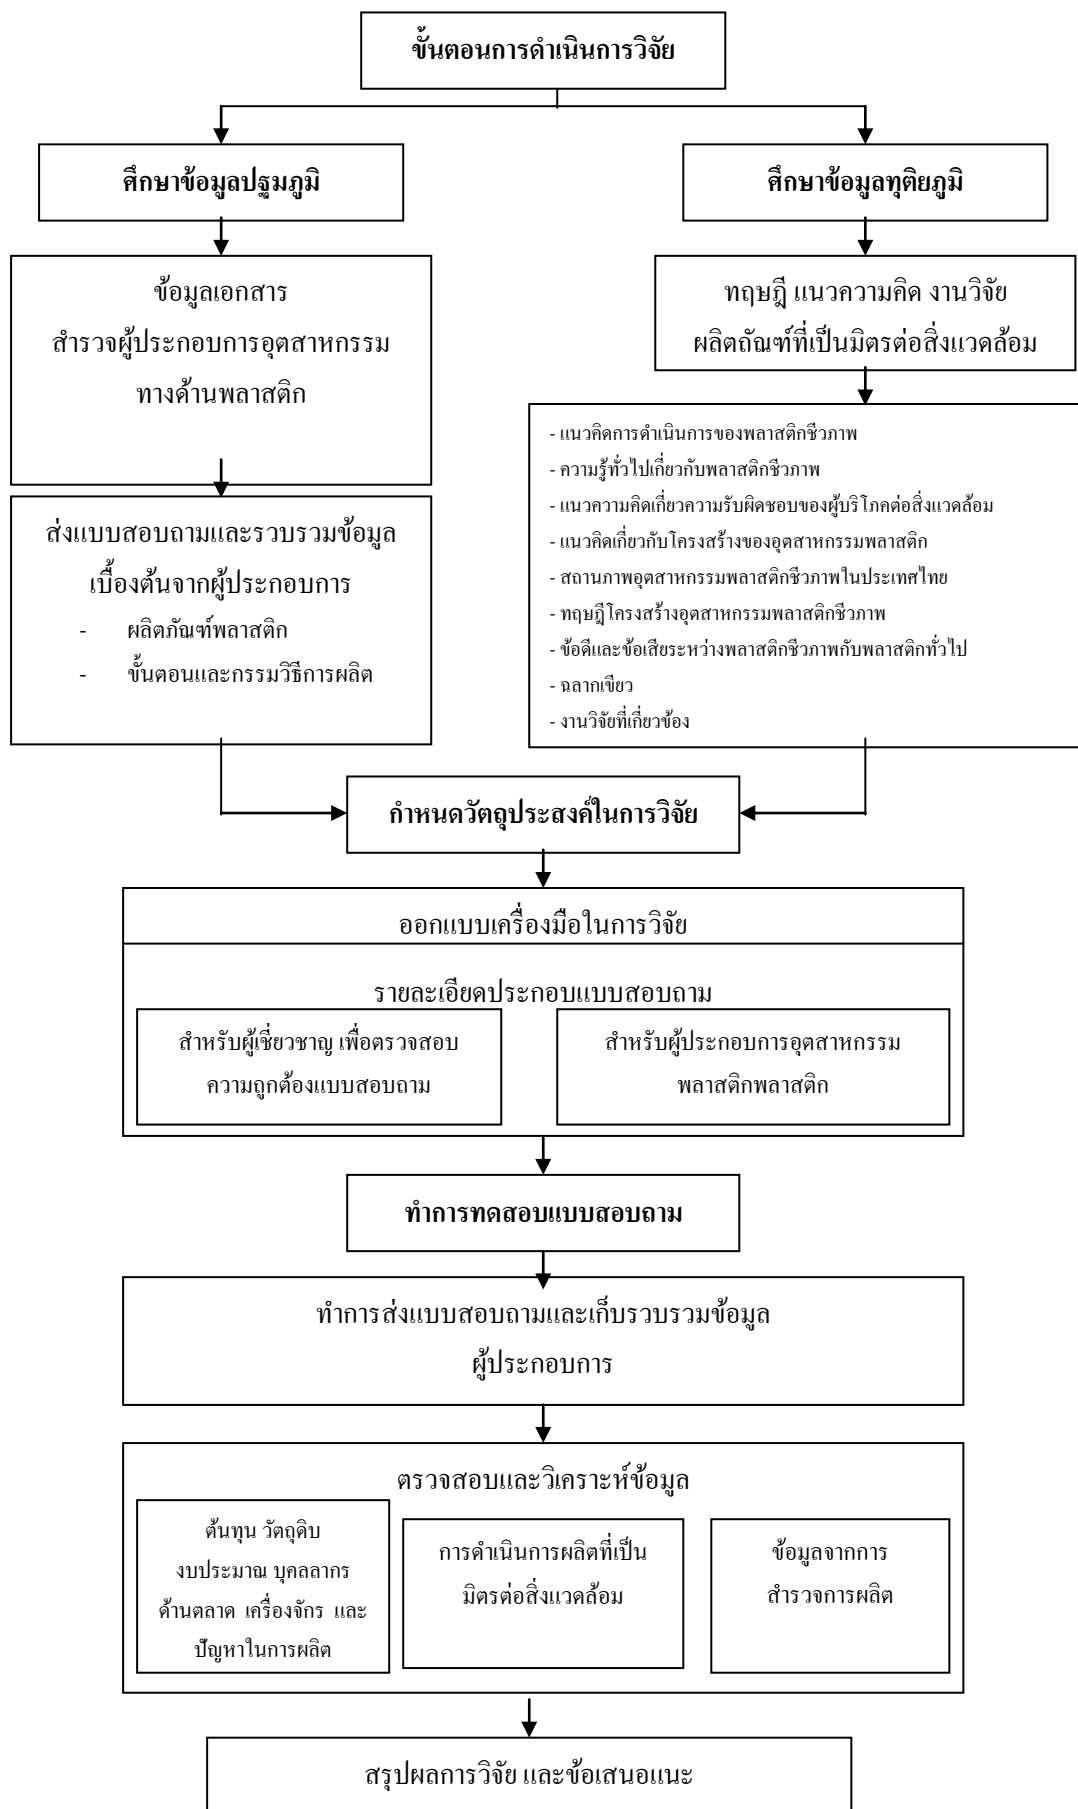 ขั้นตอนการดำเนินการวิจัย
ศึกษาข้อมูลปฐมภูมิ
ศึกษาข้อมูลทุติยภูมิ
ข้อมูลเอกสาร
สำรวจผู้ประกอบการอุตสาหกรรม
ทางด้านพลาสติก
ทฤษฎี แนวความคิด งานวิจัย
ผลิตถัณฑ์ที่เป็นมิตรต่อสิ่งแวดล้อม
ส่งแบบสอบถามและรวบรวมข้อมูล
เบื้องต้นจากผู้ประกอบการ
- ผลิตภัณฑ์พลาสติก
- ขั้นตอนและกรรมวิธีการผลิต
- แนวคิดการดำเนินการของพลาสติกชีวภาพ
- ความรู้ทั่วไปเกี่ยวกับพลาสติกชีวภาพ
- แนวความคิดเกี่ยวความรับผิดชอบของผู้บริโภคต่อสิ่งแวดล้อม
- แนวคิดเกี่ยวกับโครงสร้างของอุตสาหกรรมพลาสติก
- สถานภาพอุตสาหกรรมพลาสติกชีวภาพในประเทศไทย
- ทฤษฎีโครงสร้างอุตสาหกรรมพลาสติกชีวภาพ
- ข้อดีและข้อเสียระหว่างพลาสติกชีวภาพกับพลาสติกทั่วไป
- ฉลากเขียว
- งานวิจัยที่เกี่ยวข้อง
กำหนดวัตถุประสงค์ในการวิจัย
ออกแบบเครื่องมือในการวิจัย
รายละเอียดประกอบแบบสอบถาม
สำหรับผู้เชี่ยวชาญ เพื่อตรวจสอบ
ความถูกต้องแบบสอบถาม
สำหรับผู้ประกอบการอุตสาหกรรม
พลาสติกพลาสติก
ทำการทดสอบแบบสอบถาม
ทำการส่งแบบสอบถามและเก็บรวบรวมข้อมูล
ผู้ประกอบการ
ตรวจสอบและวิเคราะห์ข้อมูล
ต้นทุน วัตถุดิบ
งบประมาณ บุคลลากร
ด้านตลาด เครื่องจักร และ
ปัญหาในการผลิต
การดำเนินการผลิตที่เป็น
มิตรต่อสิ่งแวดล้อม
ข้อมูลจากการ
สำรวจการผลิต
สรุปผลการวิจัย และข้อเสนอแนะ